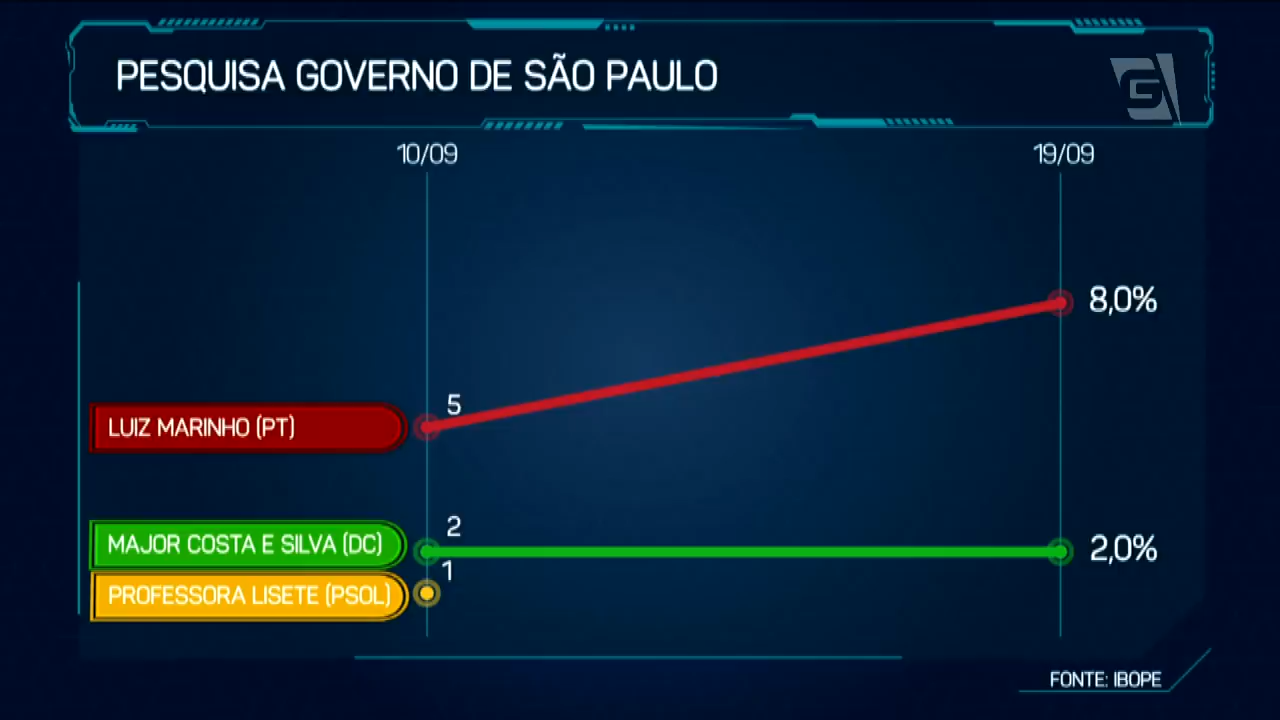 PESQUISA GOVERNO DE SÃO PAULO
10/09
19/09
8,0%
5
LUIZ MARINHO (PT)
2
MAJOR COSTA E SILVA (DC)
2,0%
1
PROFESSORA LISETE (PSOL)
FONTE: IBOPE